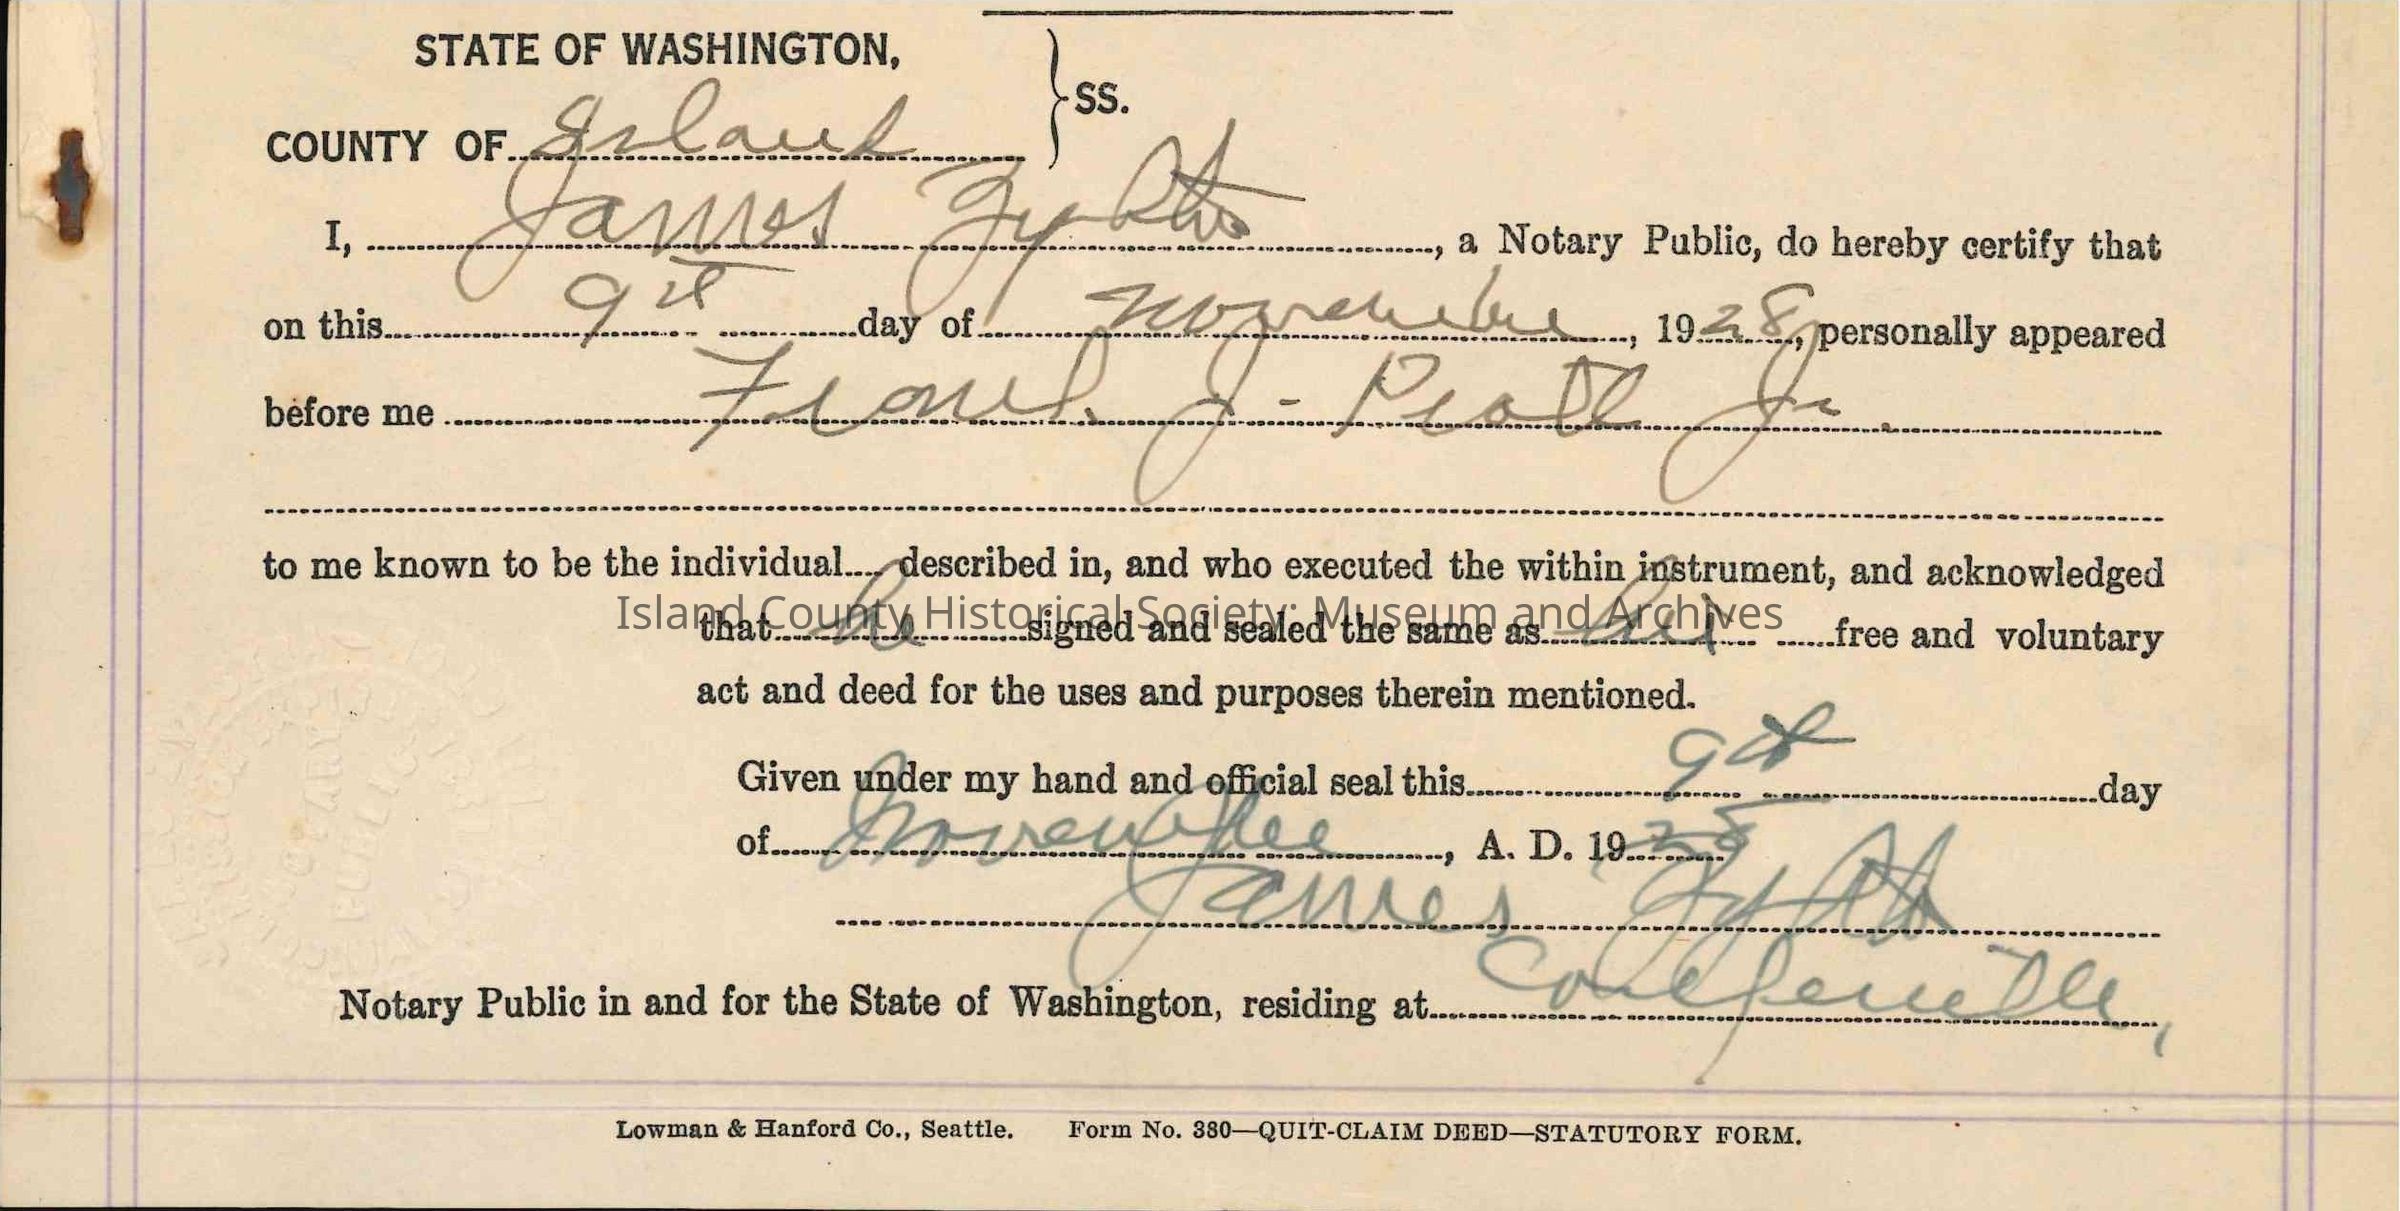 STATE OF WASHINGTON,
COUNTY OF Island } SS.
I, James Zylstra, a Notary Public, do hereby certify that
on this 9th day of November, 1928, personally appeared
before me Frank J. Pratt Jr.
to me known to be the individual.... described in, and who executed the within instrument, and acknowledged
Island County Historical Society: Museum and Archives
that he signed and sealed the same as his free and voluntary
act and deed for the uses and purposes therein mentioned.
Given under my hand and official seal this 9th day
of November, A. D. 1928
James Zylstra
Notary Public in and for the State of Washington, residing at Coupeville,
Lowman & Hanford Co., Seattle. Form No. 380—QUIT-CLAIM DEED—STATUTORY FORM.